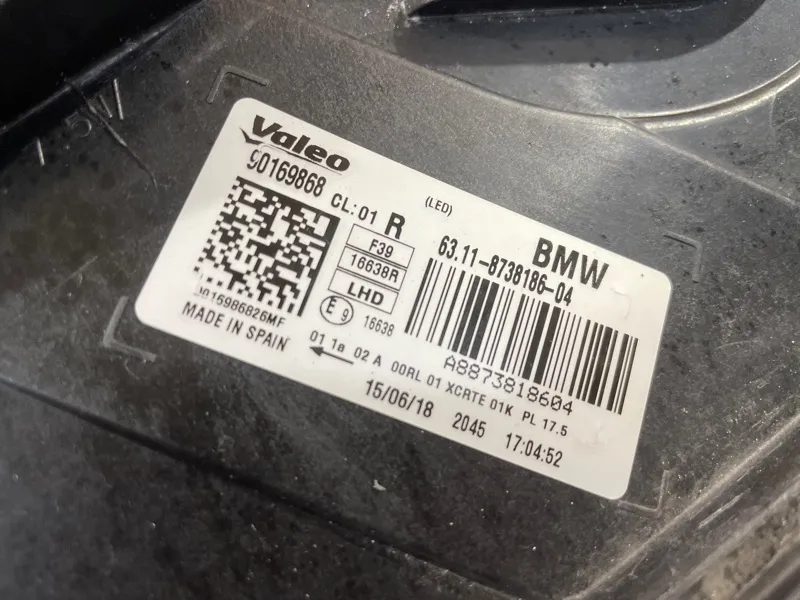 Valeo
90169868
CL:01 R
(LED)
BMW
63.11-8738186-04
F39
16638R
LHD
E 9
16638
A8873818604
MADE IN SPAIN
01 1a 02 A 00RL 01 XCRTE 01K PL 17.5
15/06/18 2045 17:04:52